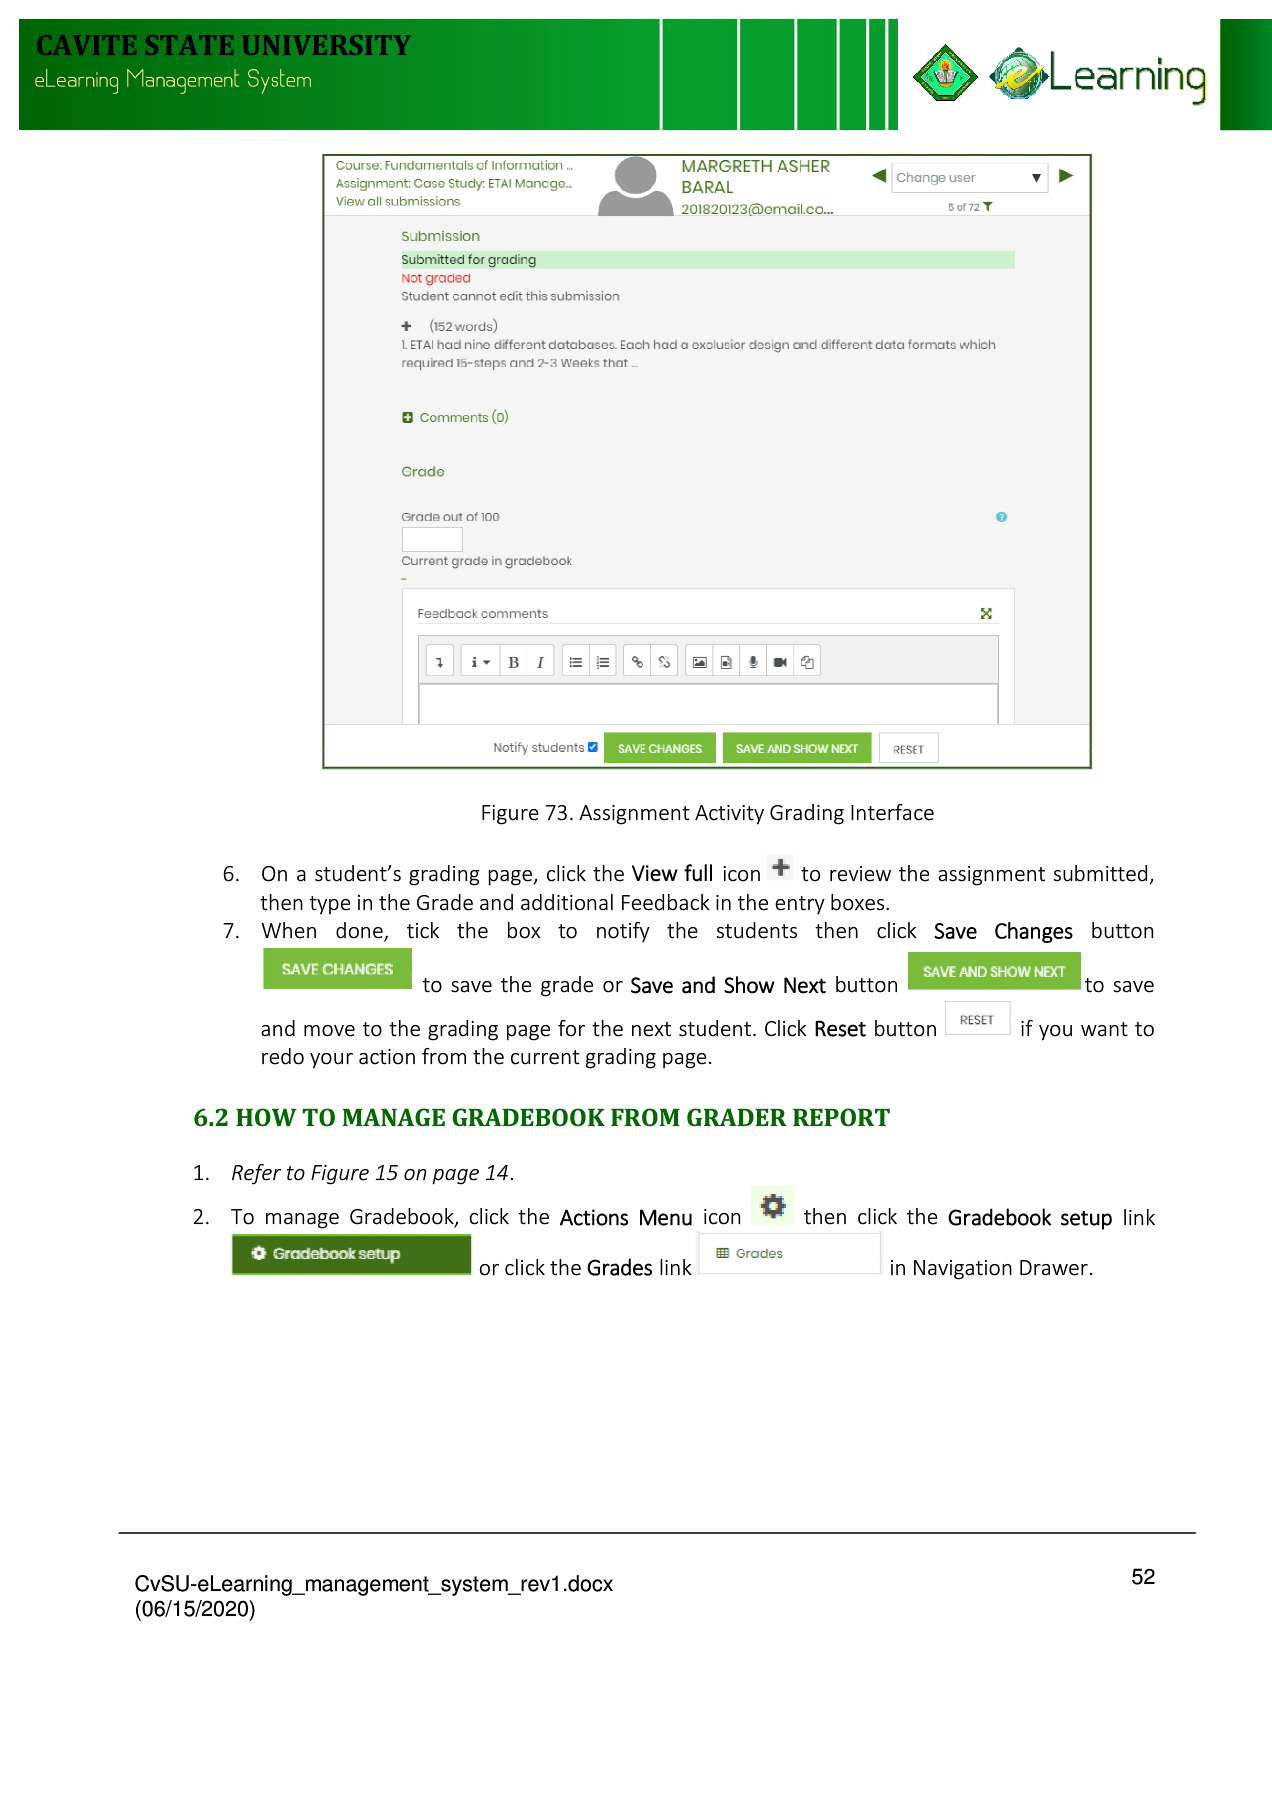 CAVITE STATE UNIVERSITY
eLearning Management System
eLearning
Course: Fundamentals of Information ...
Assignment: Case Study: ETAI Manage...
View all submissions
MARGRETH ASHER
BARAL
201820123@email.co...
Change user
5 of 72
Submission
Submitted for grading
Not graded
Student cannot edit this submission
(152 words)
1. ETAI had nine different databases. Each had a exclusior design and different data formats which
required 15-steps and 2-3 Weeks that ...
Comments (0)
Grade
Grade out of 100
Current grade in gradebook
-
Feedback comments
B I
Notify students SAVE CHANGES SAVE AND SHOW NEXT RESET
Figure 73. Assignment Activity Grading Interface
6. On a student’s grading page, click the View full icon to review the assignment submitted,
then type in the Grade and additional Feedback in the entry boxes.
7. When done, tick the box to notify the students then click Save Changes button
SAVE CHANGES to save the grade or Save and Show Next button SAVE AND SHOW NEXT to save
and move to the grading page for the next student. Click Reset button RESET if you want to
redo your action from the current grading page.
6.2 HOW TO MANAGE GRADEBOOK FROM GRADER REPORT
1. Refer to Figure 15 on page 14.
2. To manage Gradebook, click the Actions Menu icon then click the Gradebook setup link
Gradebook setup or click the Grades link Grades in Navigation Drawer.
CvSU-eLearning_management_system_rev1.docx
(06/15/2020)
52